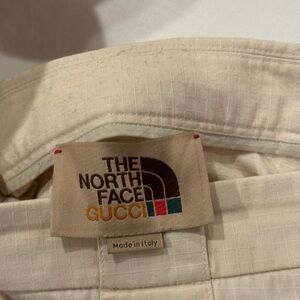 THE
NORTH
FACE
GUCCI
Made in Italy